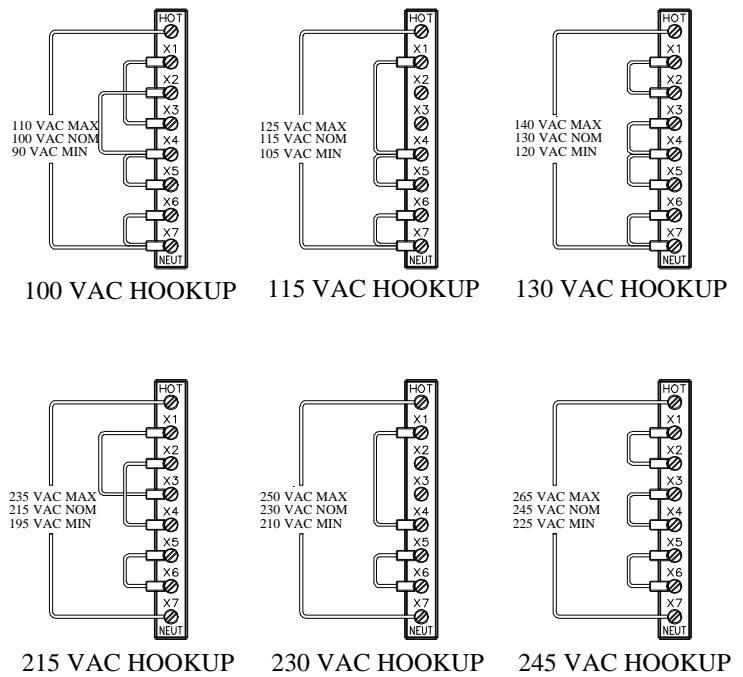 HOT
X1
X2
X3
110 VAC MAX
100 VAC NOM
90 VAC MIN
X4
X5
X6
X7
NEUT
100 VAC HOOKUP
HOT
X1
X2
X3
125 VAC MAX
115 VAC NOM
105 VAC MIN
X4
X5
X6
X7
NEUT
115 VAC HOOKUP
HOT
X1
X2
X3
140 VAC MAX
130 VAC NOM
120 VAC MIN
X4
X5
X6
X7
NEUT
130 VAC HOOKUP
HOT
X1
X2
X3
235 VAC MAX
215 VAC NOM
195 VAC MIN
X4
X5
X6
X7
NEUT
215 VAC HOOKUP
HOT
X1
X2
X3
250 VAC MAX
230 VAC NOM
210 VAC MIN
X4
X5
X6
X7
NEUT
230 VAC HOOKUP
HOT
X1
X2
X3
265 VAC MAX
245 VAC NOM
225 VAC MIN
X4
X5
X6
X7
NEUT
245 VAC HOOKUP